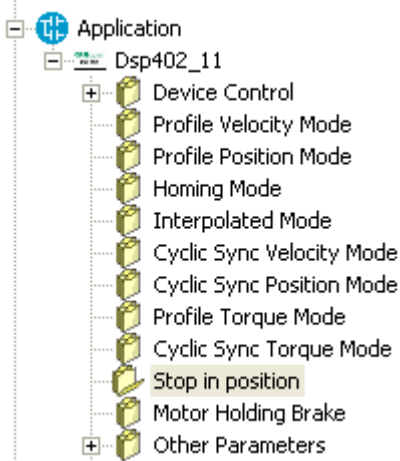 Application
Dsp402_11
Device Control
Profile Velocity Mode
Profile Position Mode
Homing Mode
Interpolated Mode
Cyclic Sync Velocity Mode
Cyclic Sync Position Mode
Profile Torque Mode
Cyclic Sync Torque Mode
Stop in position
Motor Holding Brake
Other Parameters